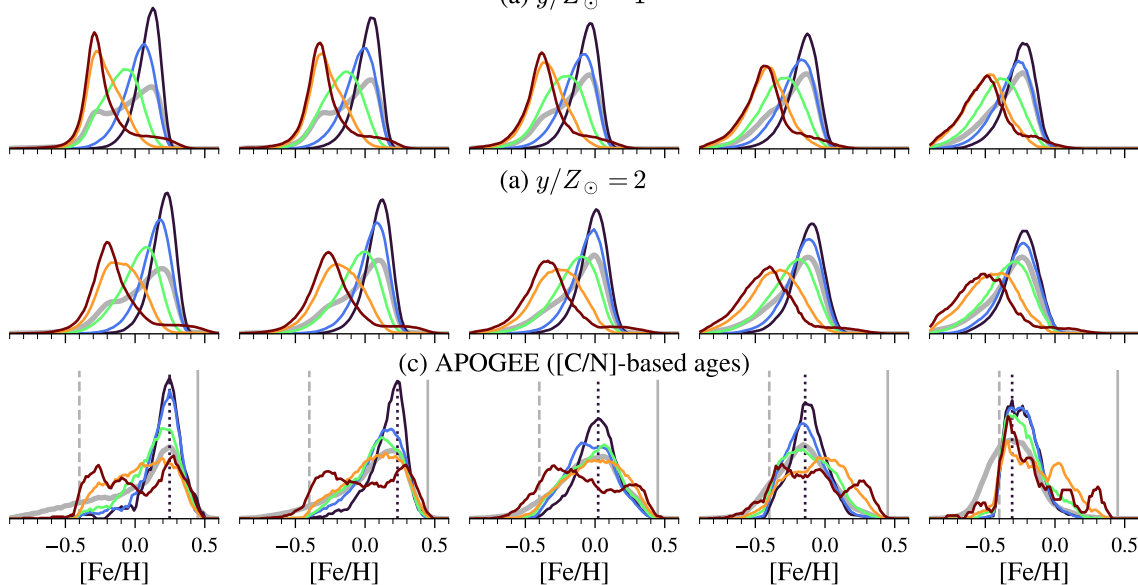 (a) y/Z⊙ = 1
(a) y/Z⊙ = 2
(c) APOGEE ([C/N]-based ages)
−0.5 0.0 0.5 −0.5 0.0 0.5 −0.5 0.0 0.5 −0.5 0.0 0.5 −0.5 0.0 0.5
[Fe/H] [Fe/H] [Fe/H] [Fe/H] [Fe/H]